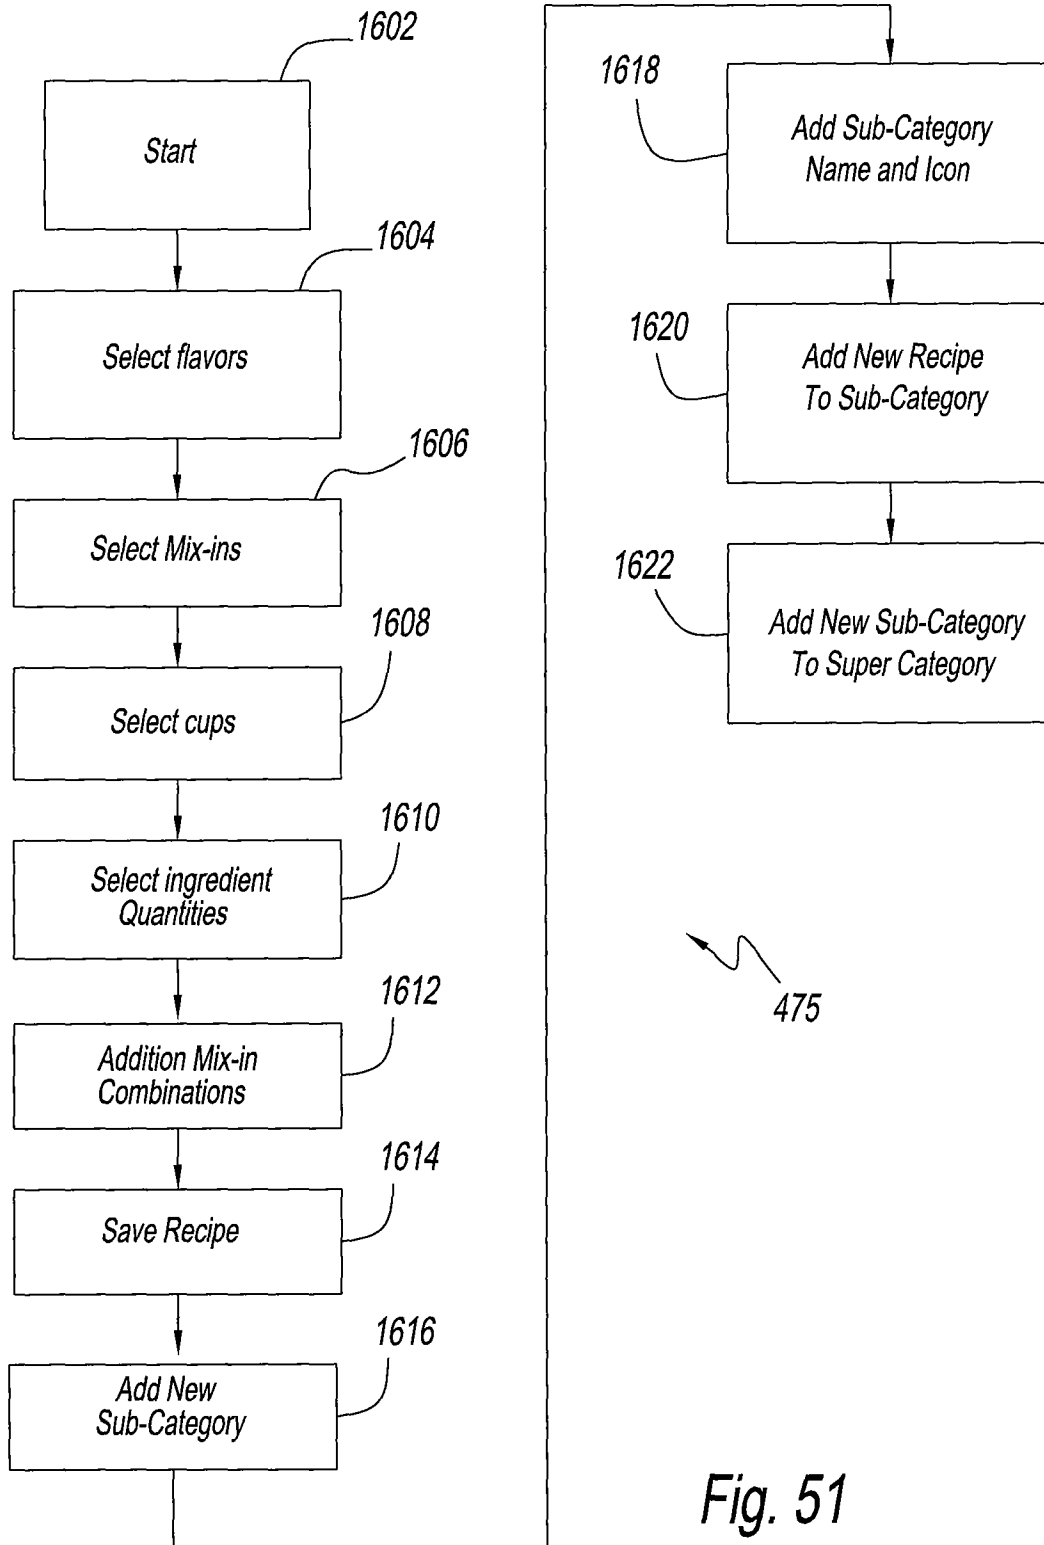 1602
Start
1604
Select flavors
1606
Select Mix-ins
1608
Select cups
1610
Select ingredient
Quantities
1612
Addition Mix-in
Combinations
1614
Save Recipe
1616
Add New
Sub-Category
1618
Add Sub-Category
Name and Icon
1620
Add New Recipe
To Sub-Category
1622
Add New Sub-Category
To Super Category
475
Fig. 51